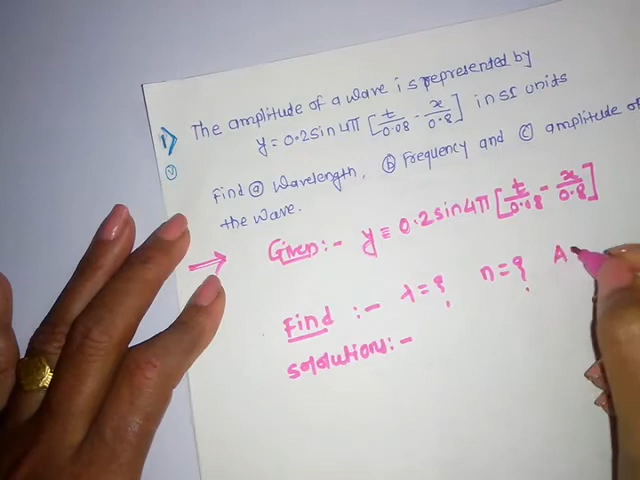 1) The amplitude of a wave is represented by
y = 0.2 sin 4π [t/0.08 - x/0.8] in SI units
Find ⓐ Wavelength, ⓑ Frequency and ⓒ amplitude of
the wave.
⇒ Given:- y = 0.2 sin 4π [t/0.08 - x/0.8]
Find :- λ = ? n = ? A
Solution:-